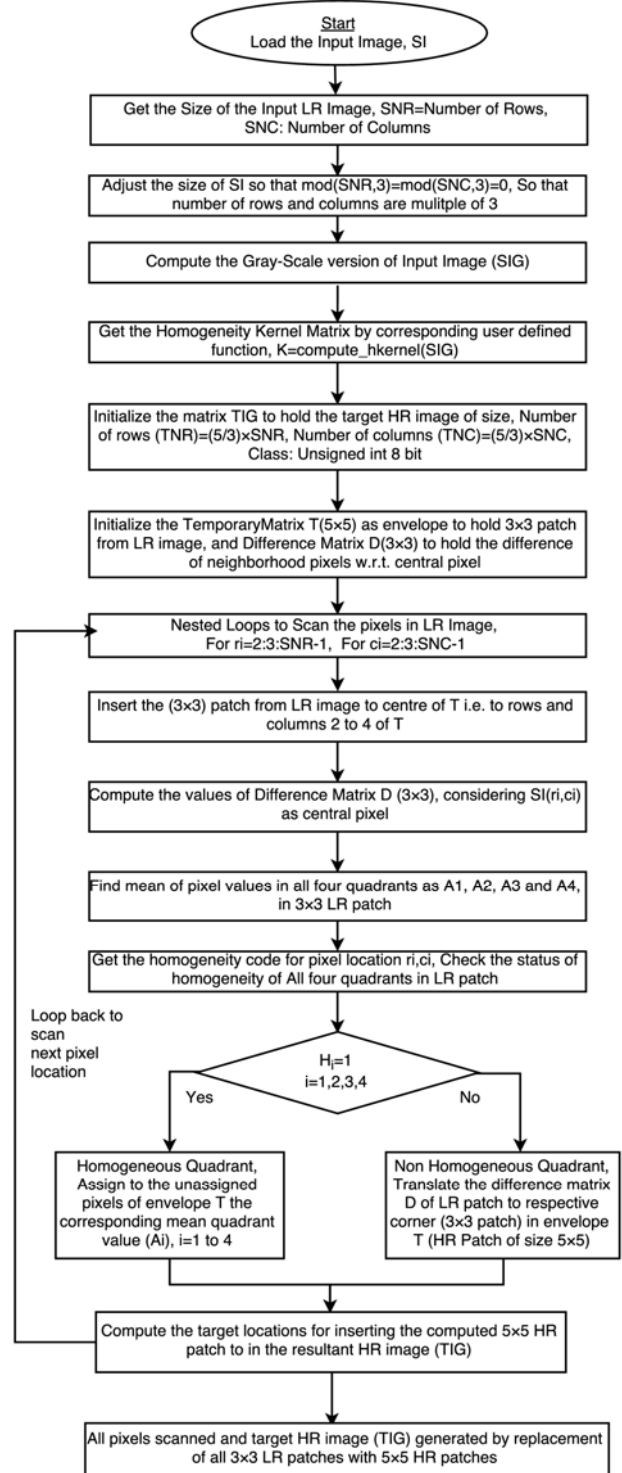 Start
Load the Input Image, SI
Get the Size of the Input LR Image, SNR=Number of Rows,
SNC: Number of Columns
Adjust the size of SI so that mod(SNR,3)=mod(SNC,3)=0, So that
number of rows and columns are mulitple of 3
Compute the Gray-Scale version of Input Image (SIG)
Get the Homogeneity Kernel Matrix by corresponding user defined
function, K=compute_hkernel(SIG)
Initialize the matrix TIG to hold the target HR image of size, Number
of rows (TNR)=(5/3)×SNR, Number of columns (TNC)=(5/3)×SNC,
Class: Unsigned int 8 bit
Initialize the TemporaryMatrix T(5×5) as envelope to hold 3×3 patch
from LR image, and Difference Matrix D(3×3) to hold the difference
of neighborhood pixels w.r.t. central pixel
Nested Loops to Scan the pixels in LR Image,
For ri=2:3:SNR-1, For ci=2:3:SNC-1
Insert the (3×3) patch from LR image to centre of T i.e. to rows and
columns 2 to 4 of T
Compute the values of Difference Matrix D (3×3), considering SI(ri,ci)
as central pixel
Find mean of pixel values in all four quadrants as A1, A2, A3 and A4,
in 3×3 LR patch
Get the homogeneity code for pixel location ri,ci, Check the status of
homogeneity of All four quadrants in LR patch
Loop back to
scan
next pixel
location
Hi=1
i=1,2,3,4
Yes
No
Homogeneous Quadrant,
Assign to the unassigned
pixels of envelope T the
corresponding mean quadrant
value (Ai), i=1 to 4
Non Homogeneous Quadrant,
Translate the difference matrix
D of LR patch to respective
corner (3×3 patch) in envelope
T (HR Patch of size 5×5)
Compute the target locations for inserting the computed 5×5 HR
patch to in the resultant HR image (TIG)
All pixels scanned and target HR image (TIG) generated by replacement
of all 3×3 LR patches with 5×5 HR patches